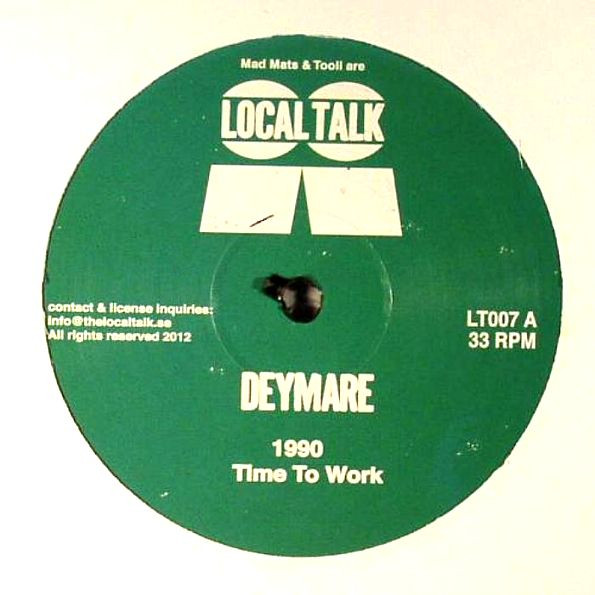 Mad Mats & Tooli are
LOCAL TALK
contact & license inquiries:
info@thelocaltalk.se
All rights reserved 2012
LT007 A
33 RPM
DEYMARE
1990
Time To Work